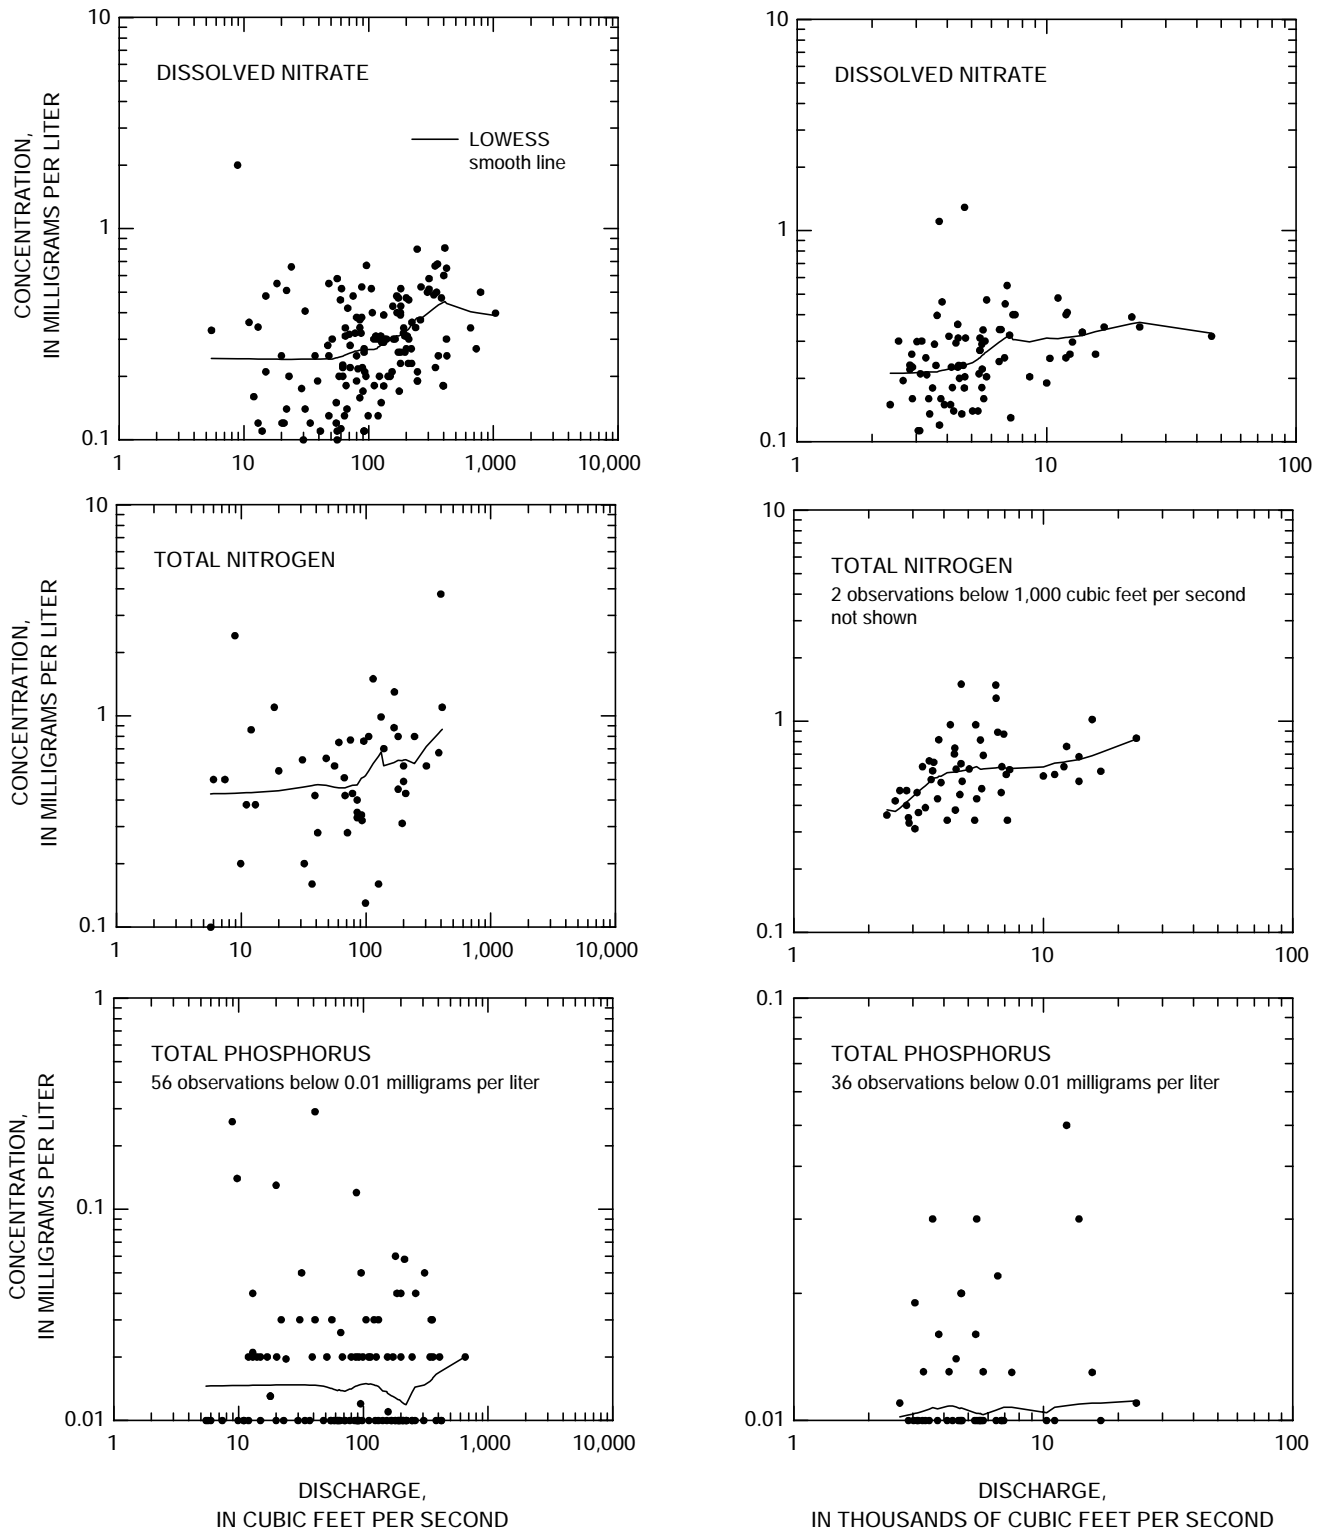 10
DISSOLVED NITRATE
LOWESS
smooth line
1
0.1
1
10
100
1,000
10,000
CONCENTRATION,
IN MILLIGRAMS PER LITER
10
DISSOLVED NITRATE
1
0.1
1
10
100
10
TOTAL NITROGEN
1
0.1
1
10
100
1,000
10,000
CONCENTRATION,
IN MILLIGRAMS PER LITER
10
TOTAL NITROGEN
2 observations below 1,000 cubic feet per second
not shown
1
0.1
1
10
100
1
TOTAL PHOSPHORUS
56 observations below 0.01 milligrams per liter
0.1
0.01
1
10
100
1,000
10,000
CONCENTRATION,
IN MILLIGRAMS PER LITER
DISCHARGE,
IN CUBIC FEET PER SECOND
0.1
TOTAL PHOSPHORUS
36 observations below 0.01 milligrams per liter
0.01
1
10
100
DISCHARGE,
IN THOUSANDS OF CUBIC FEET PER SECOND